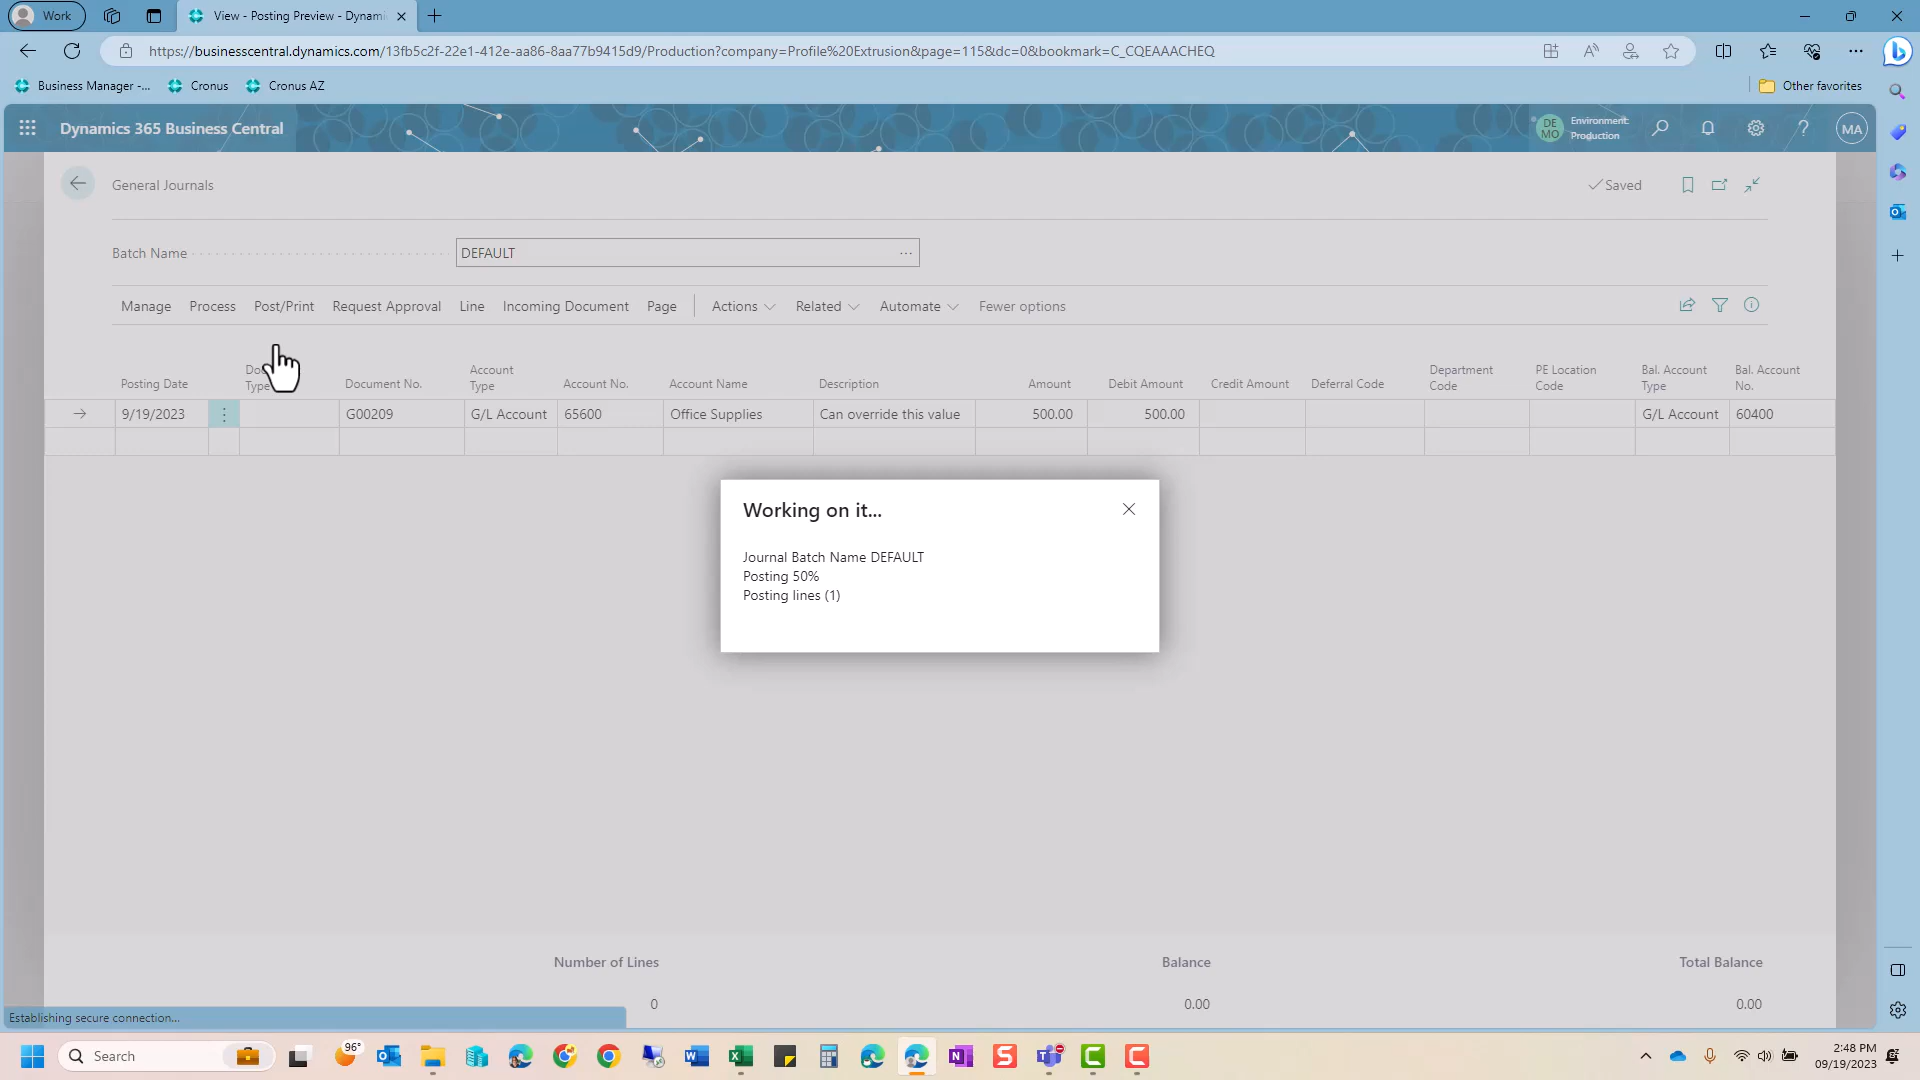 Work
View - Posting Preview - Dynami
https://businesscentral.dynamics.com/13fb5c2f-22e1-412e-aa86-8aa77b9415d9/Production?company=Profile%20Extrusion&page=115&dc=0&bookmark=C_CQEAAACHEQ
Business Manager -... Cronus Cronus AZ Other favorites
Dynamics 365 Business Central DE MO Environment: Production MA
General Journals Saved
Batch Name DEFAULT ...
Manage Process Post/Print Request Approval Line Incoming Document Page Actions Related Automate Fewer options
Posting Date Type Document No. Account Type Account No. Account Name Description Amount Debit Amount Credit Amount Deferral Code Department Code PE Location Code Bal. Account Type Bal. Account No.
9/19/2023 G00209 G/L Account 65600 Office Supplies Can override this value 500.00 500.00 G/L Account 60400
Working on it...
Journal Batch Name DEFAULT
Posting 50%
Posting lines (1)
Number of Lines Balance Total Balance
0 0.00 0.00
Establishing secure connection...
Search 96° 2:48 PM
09/19/2023